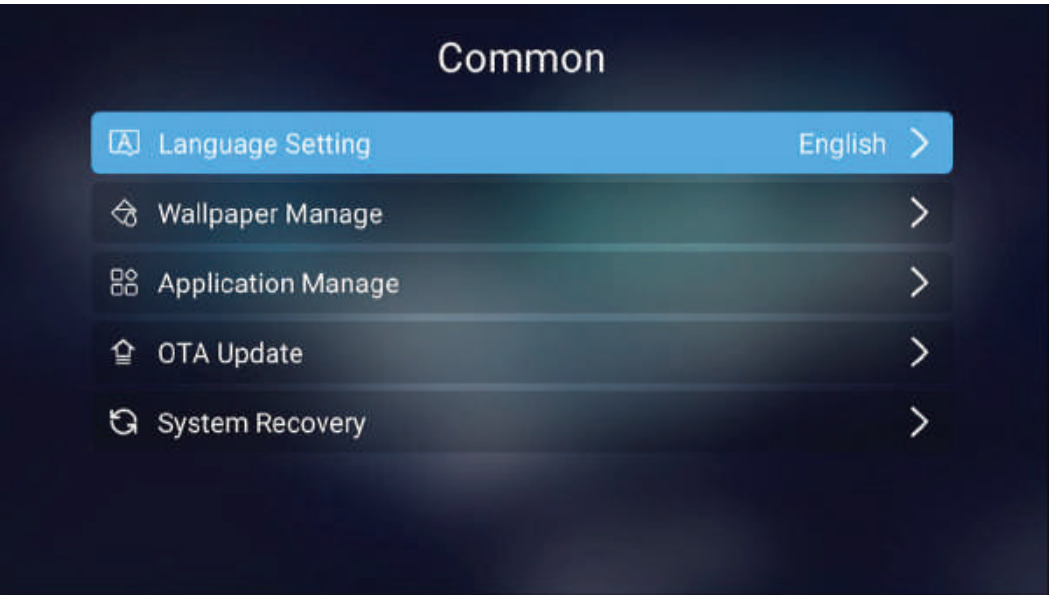 Common
Language Setting English
Wallpaper Manage
Application Manage
OTA Update
System Recovery